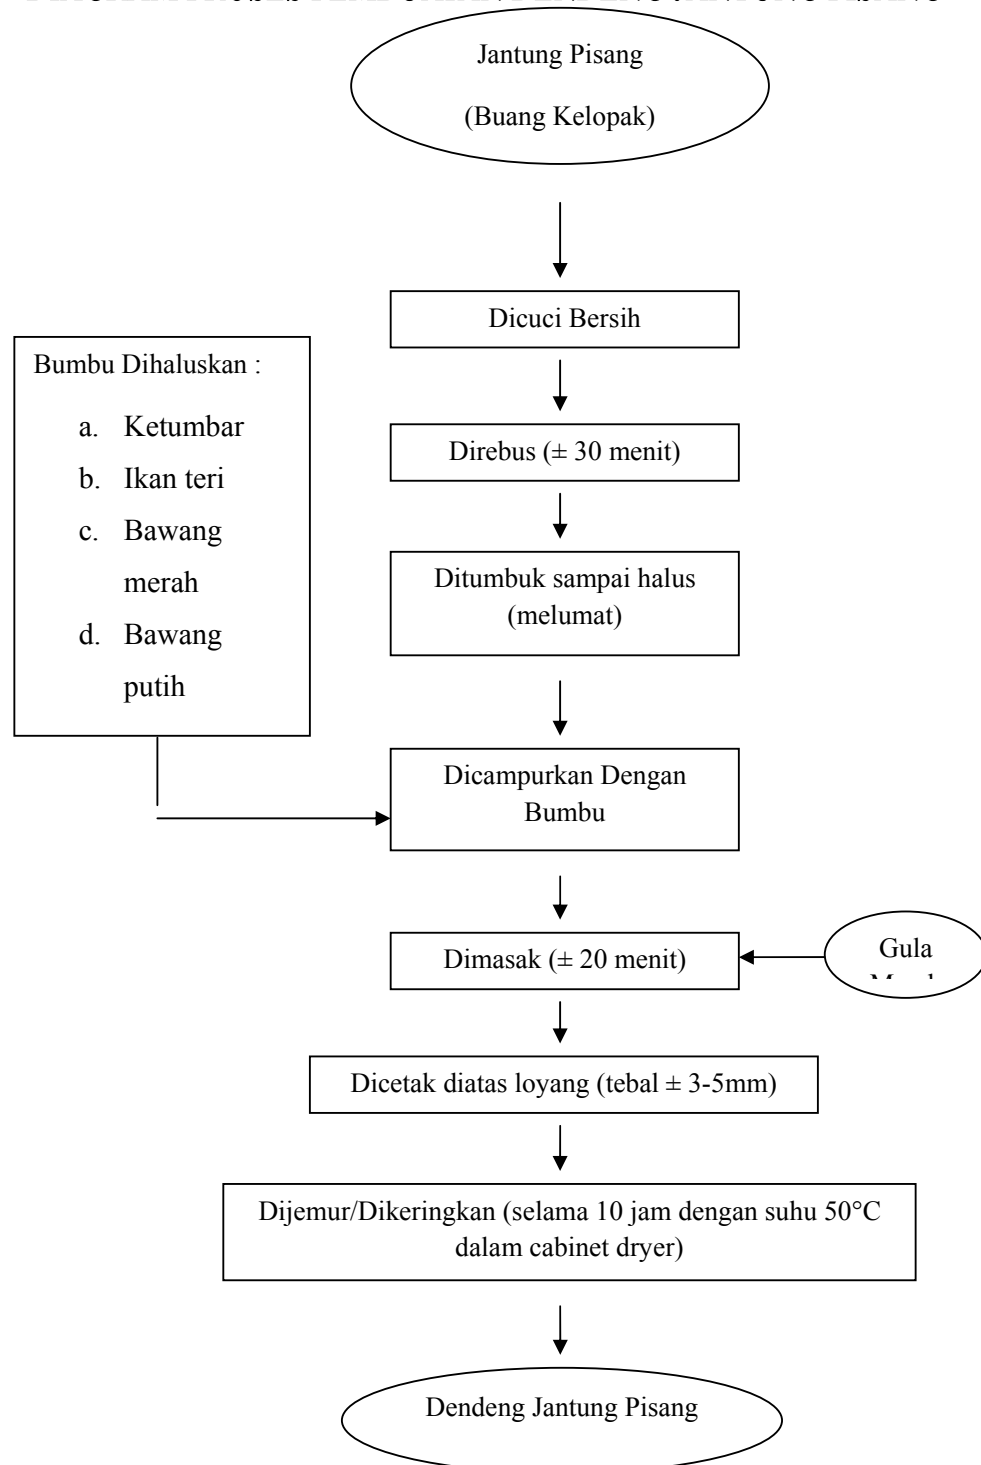 Jantung Pisang
(Buang Kelopak)
Dicuci Bersih
Bumbu Dihaluskan :
a. Ketumbar
b. Ikan teri
c. Bawang
merah
d. Bawang
putih
Direbus (± 30 menit)
Ditumbuk sampai halus
(melumat)
Dicampurkan Dengan
Bumbu
Dimasak (± 20 menit)
Gula
Dicetak diatas loyang (tebal ± 3-5mm)
Dijemur/Dikeringkan (selama 10 jam dengan suhu 50°C
dalam cabinet dryer)
Dendeng Jantung Pisang